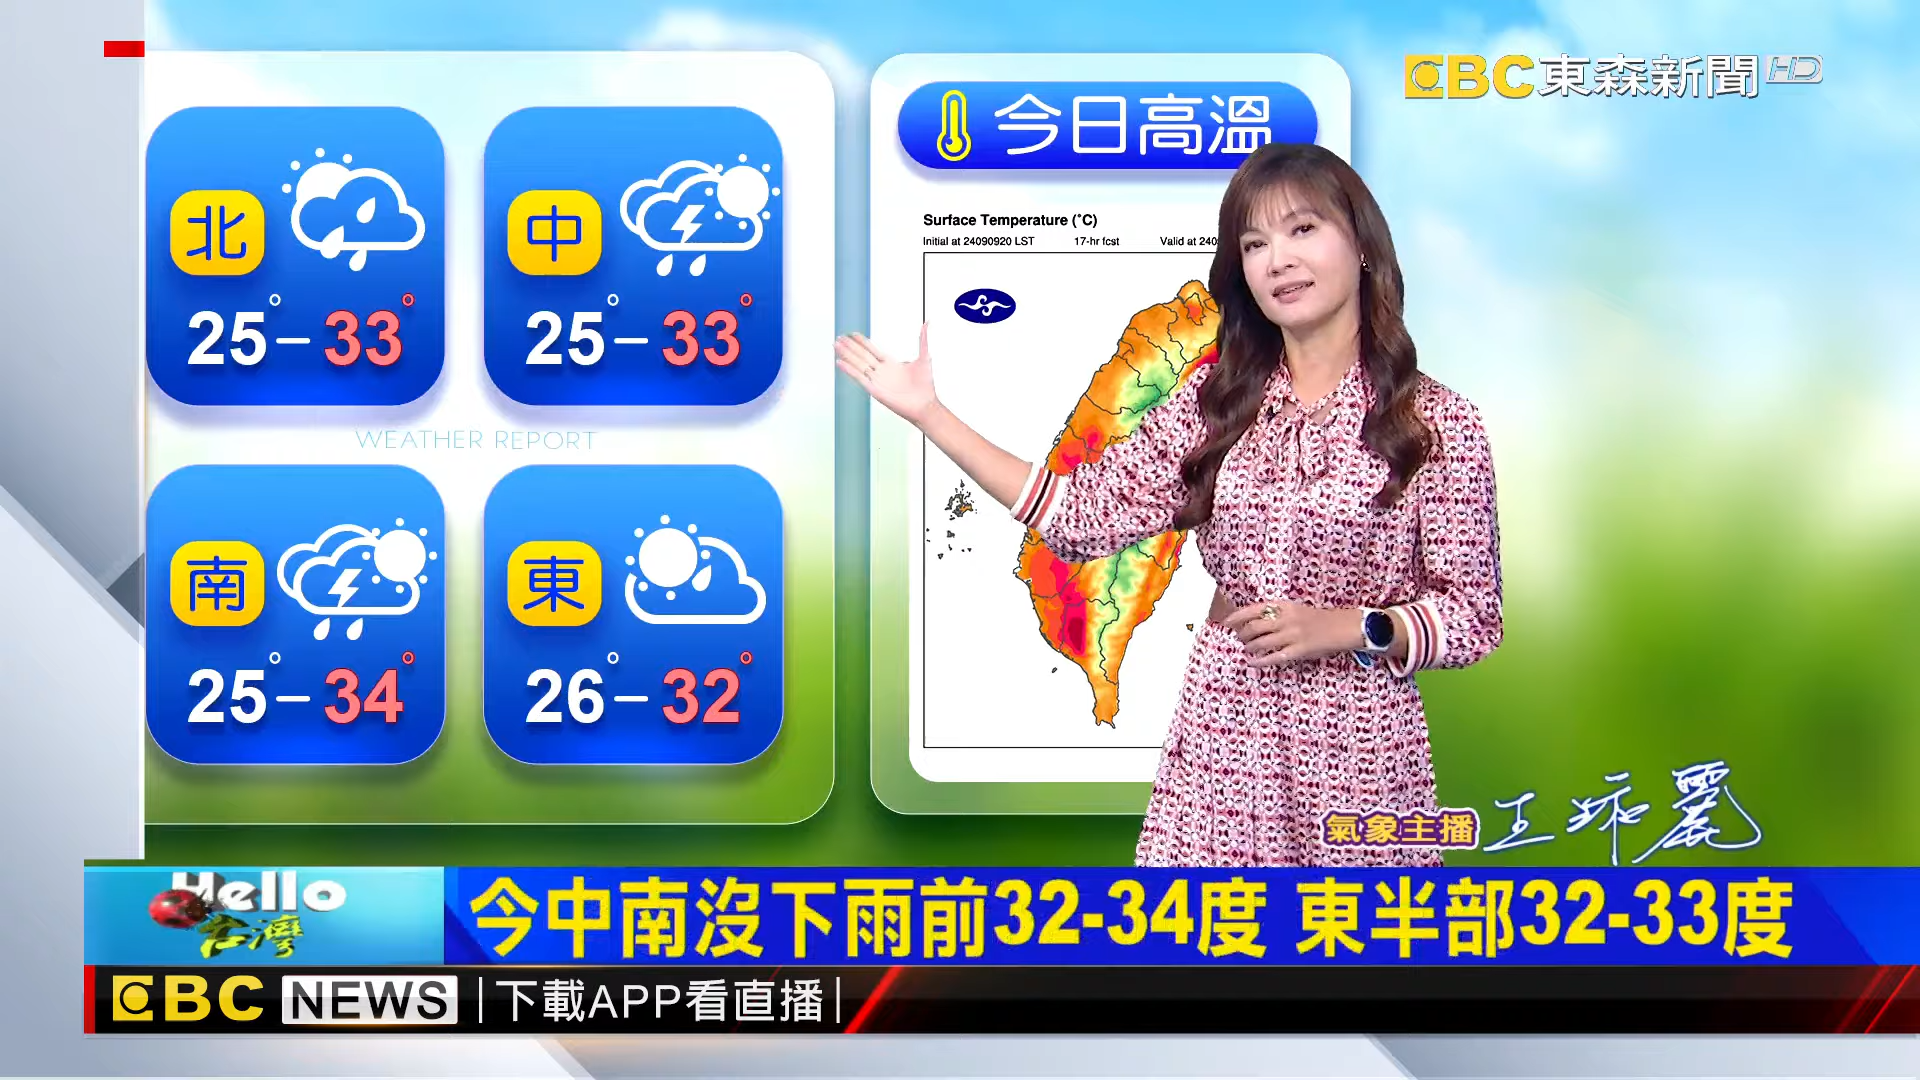 EBC東森新聞HD
今日高溫
Surface Temperature (°C)
Initial at 24090920 LST 17-hr fcst Valid at 240
北
25°–33°
中
25°–33°
WEATHER REPORT
南
25°–34°
東
26°–32°
氣象主播
Hello
台灣
今中南沒下雨前32-34度 東半部32-33度
EBC NEWS |下載APP看直播|